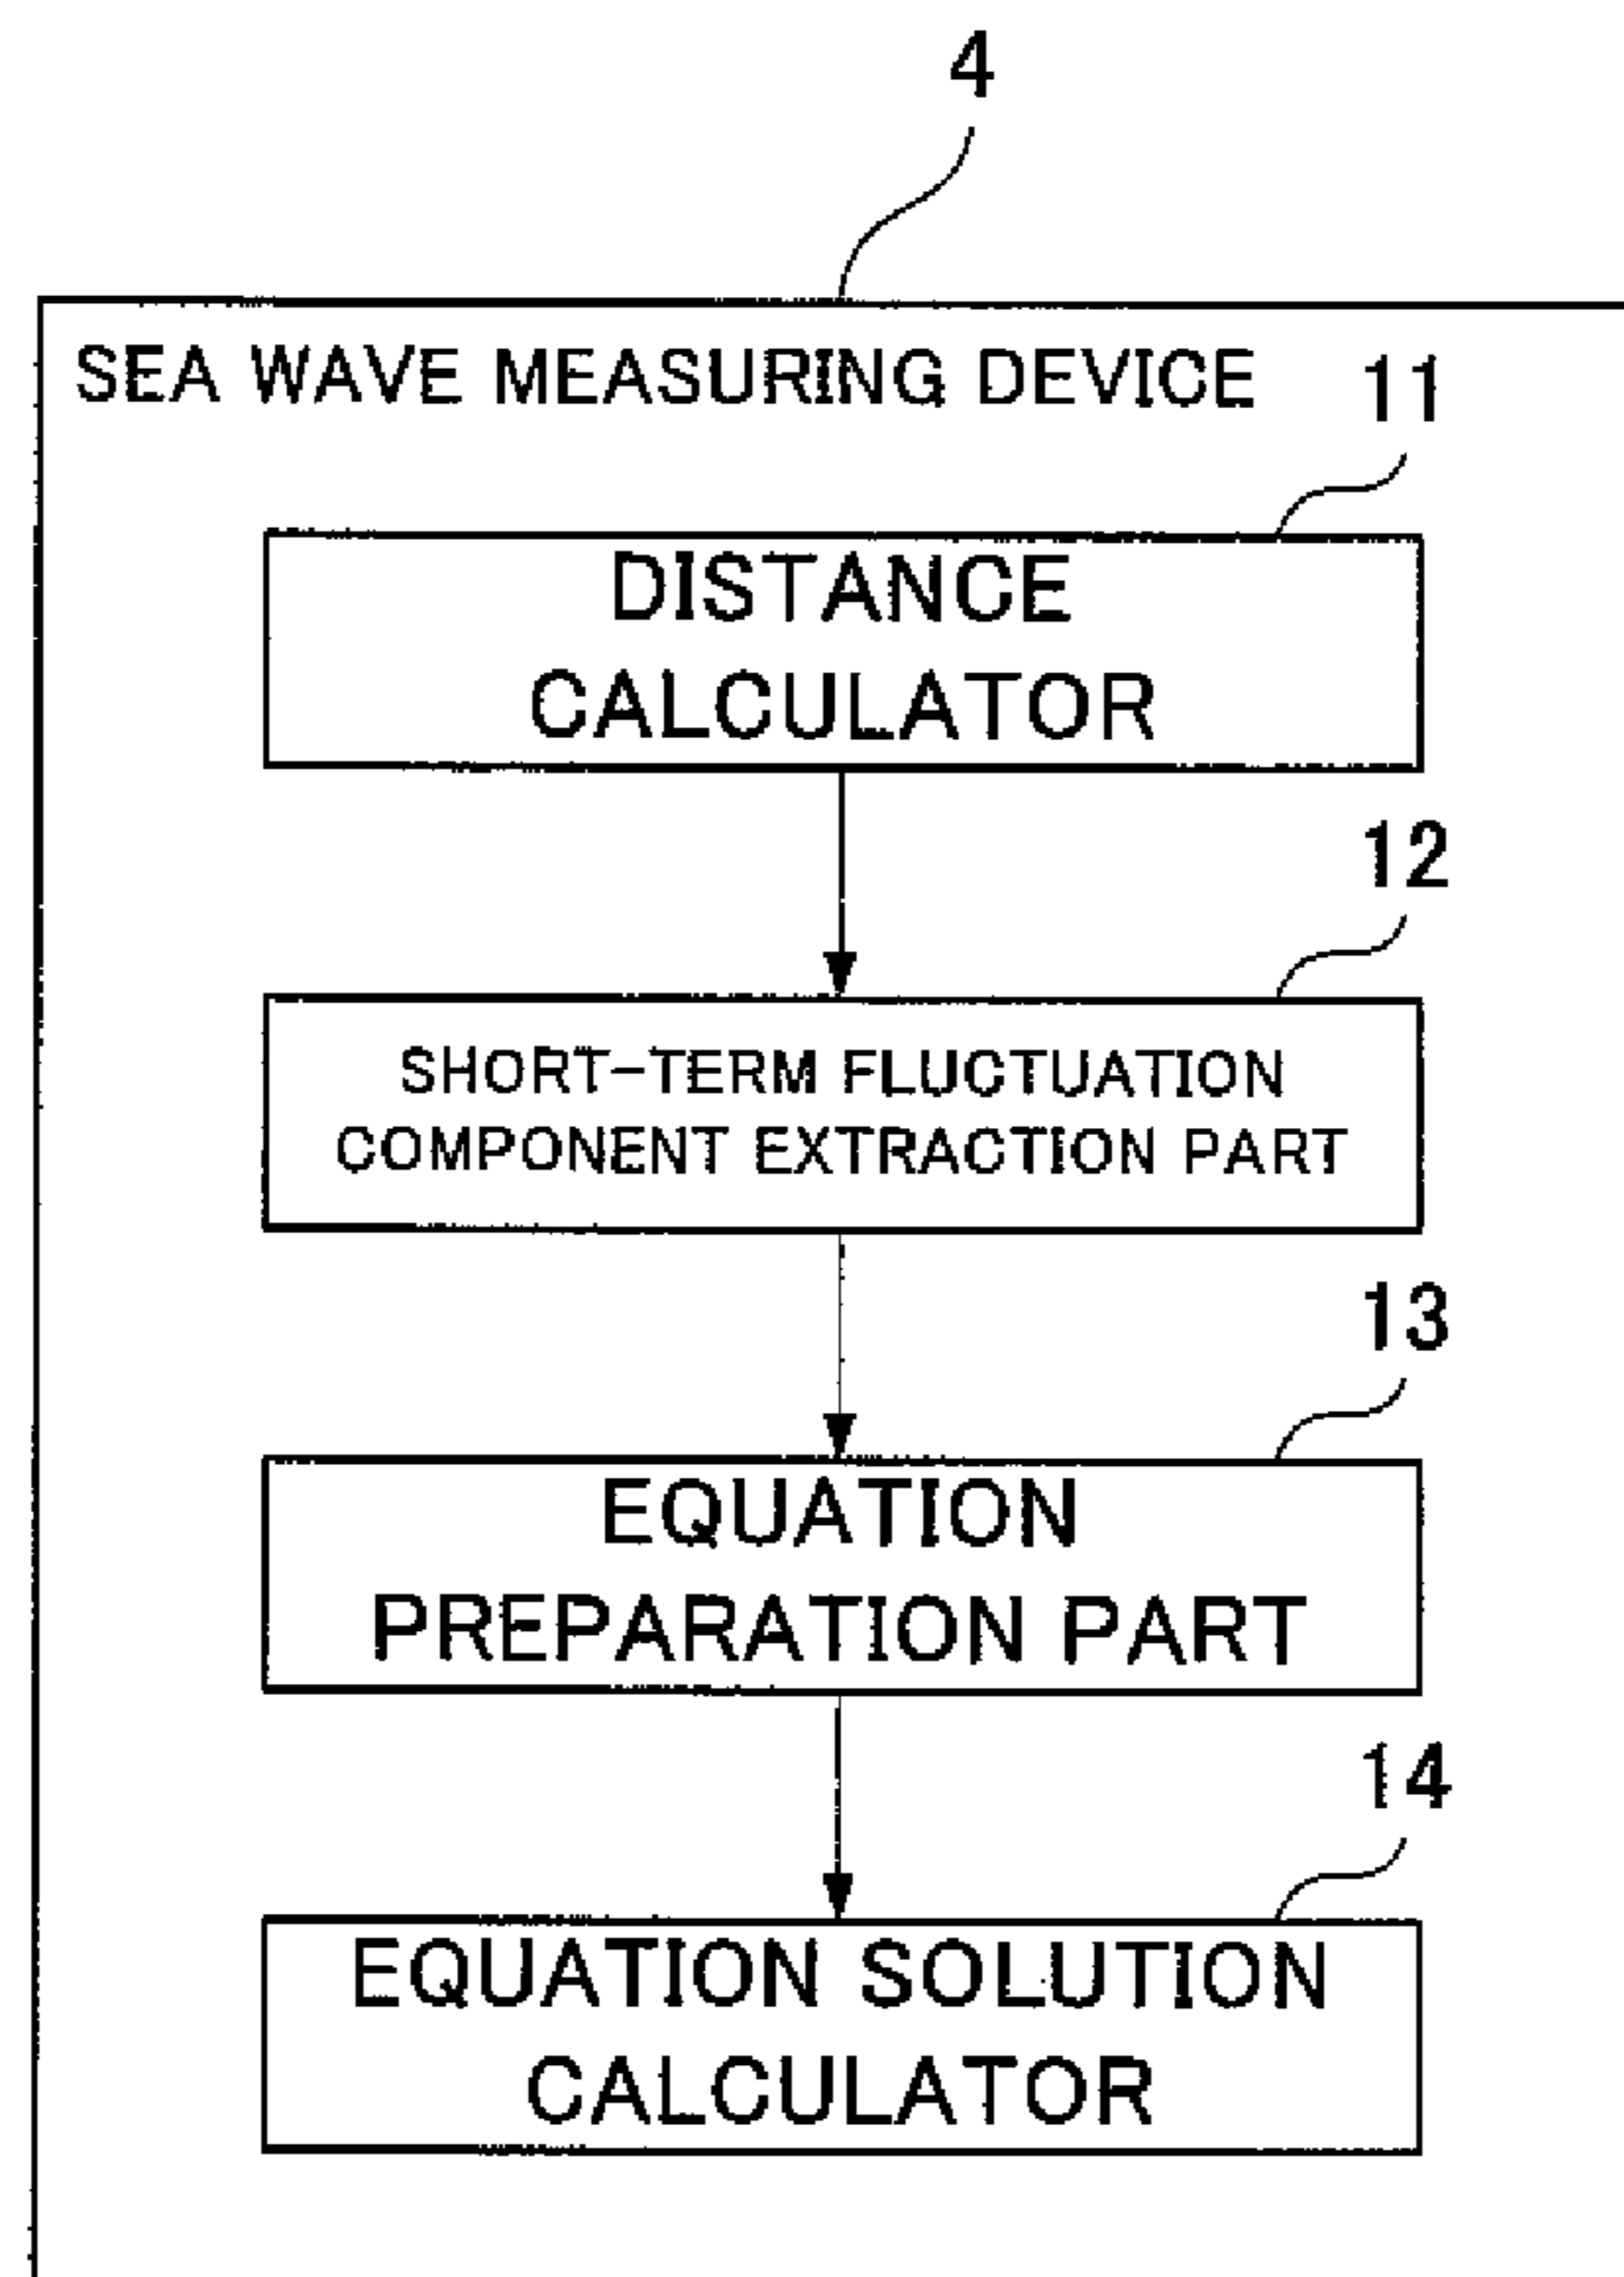 4
SEA WAVE MEASURING DEVICE
11
DISTANCE
CALCULATOR
12
SHORT-TERM FLUCTUATION
COMPONENT EXTRACTION PART
13
EQUATION
PREPARATION PART
14
EQUATION SOLUTION
CALCULATOR